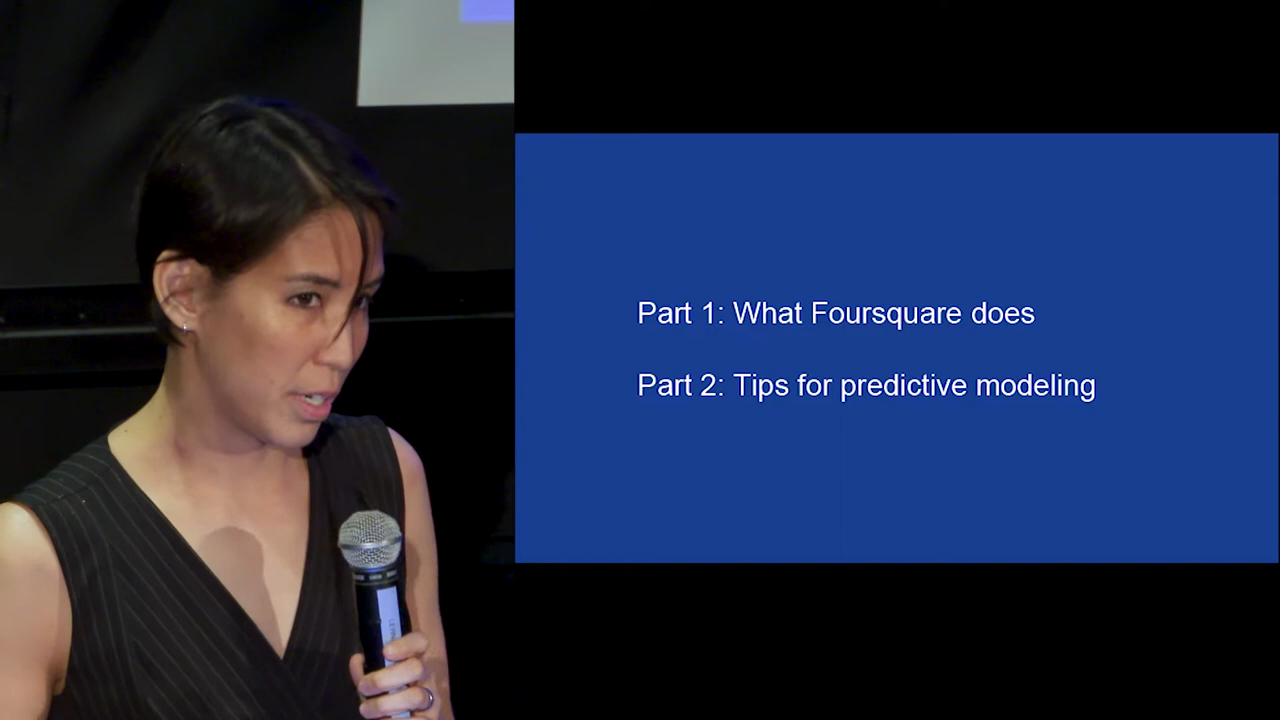 Part 1: What Foursquare does
Part 2: Tips for predictive modeling